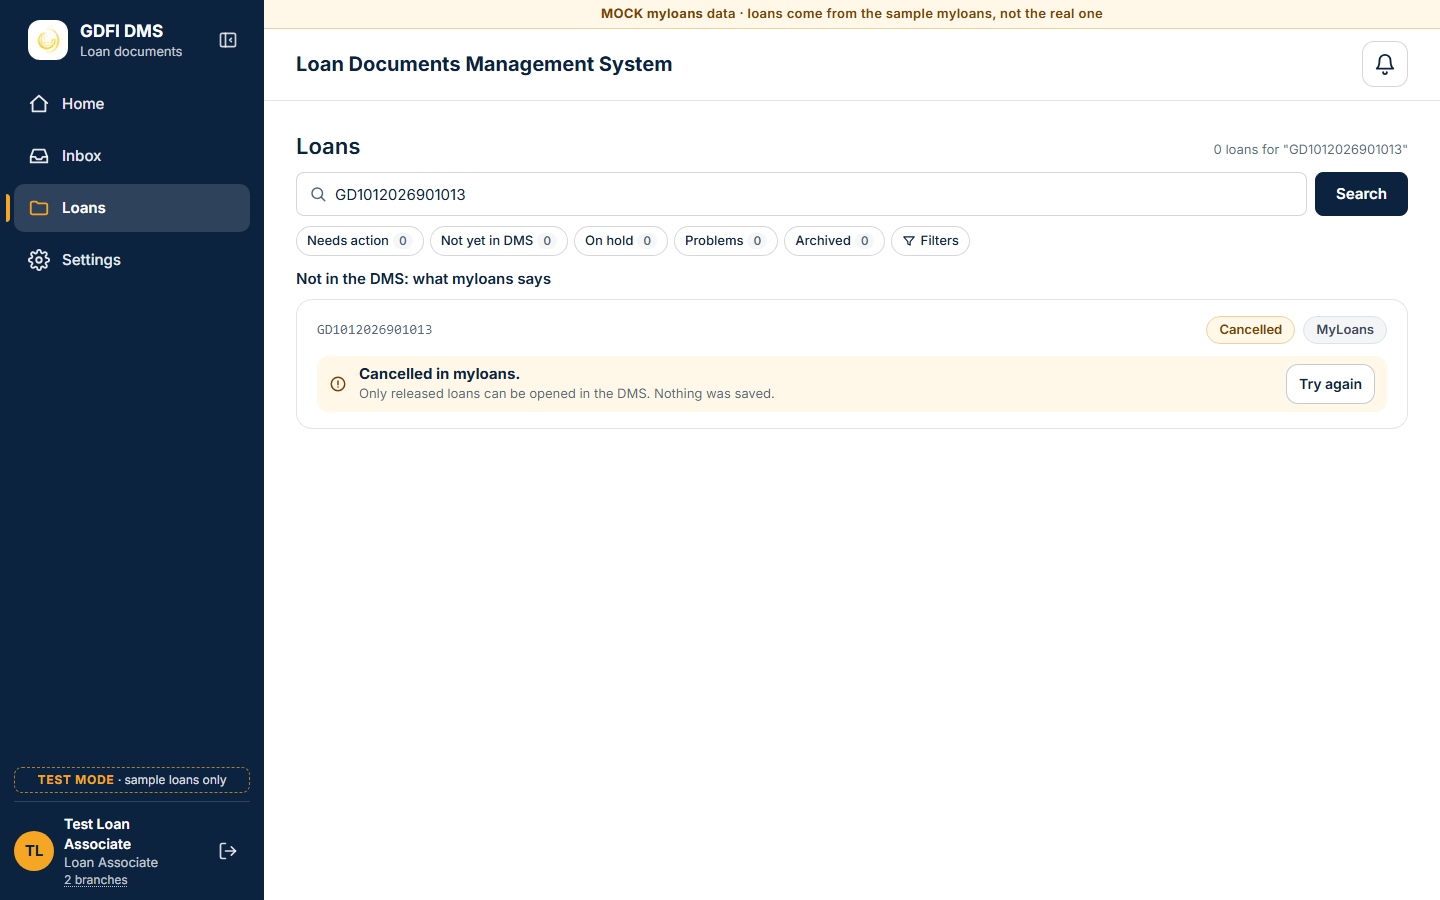 GDFI DMS
Loan documents
Home
Inbox
Loans
Settings
TEST MODE · sample loans only
TL
Test Loan
Associate
Loan Associate
2 branches
MOCK myloans data · loans come from the sample myloans, not the real one
Loan Documents Management System
Loans
0 loans for "GD1012026901013"
GD1012026901013
Search
Needs action 0
Not yet in DMS 0
On hold 0
Problems 0
Archived 0
Filters
Not in the DMS: what myloans says
GD1012026901013
Cancelled
MyLoans
Cancelled in myloans.
Only released loans can be opened in the DMS. Nothing was saved.
Try again